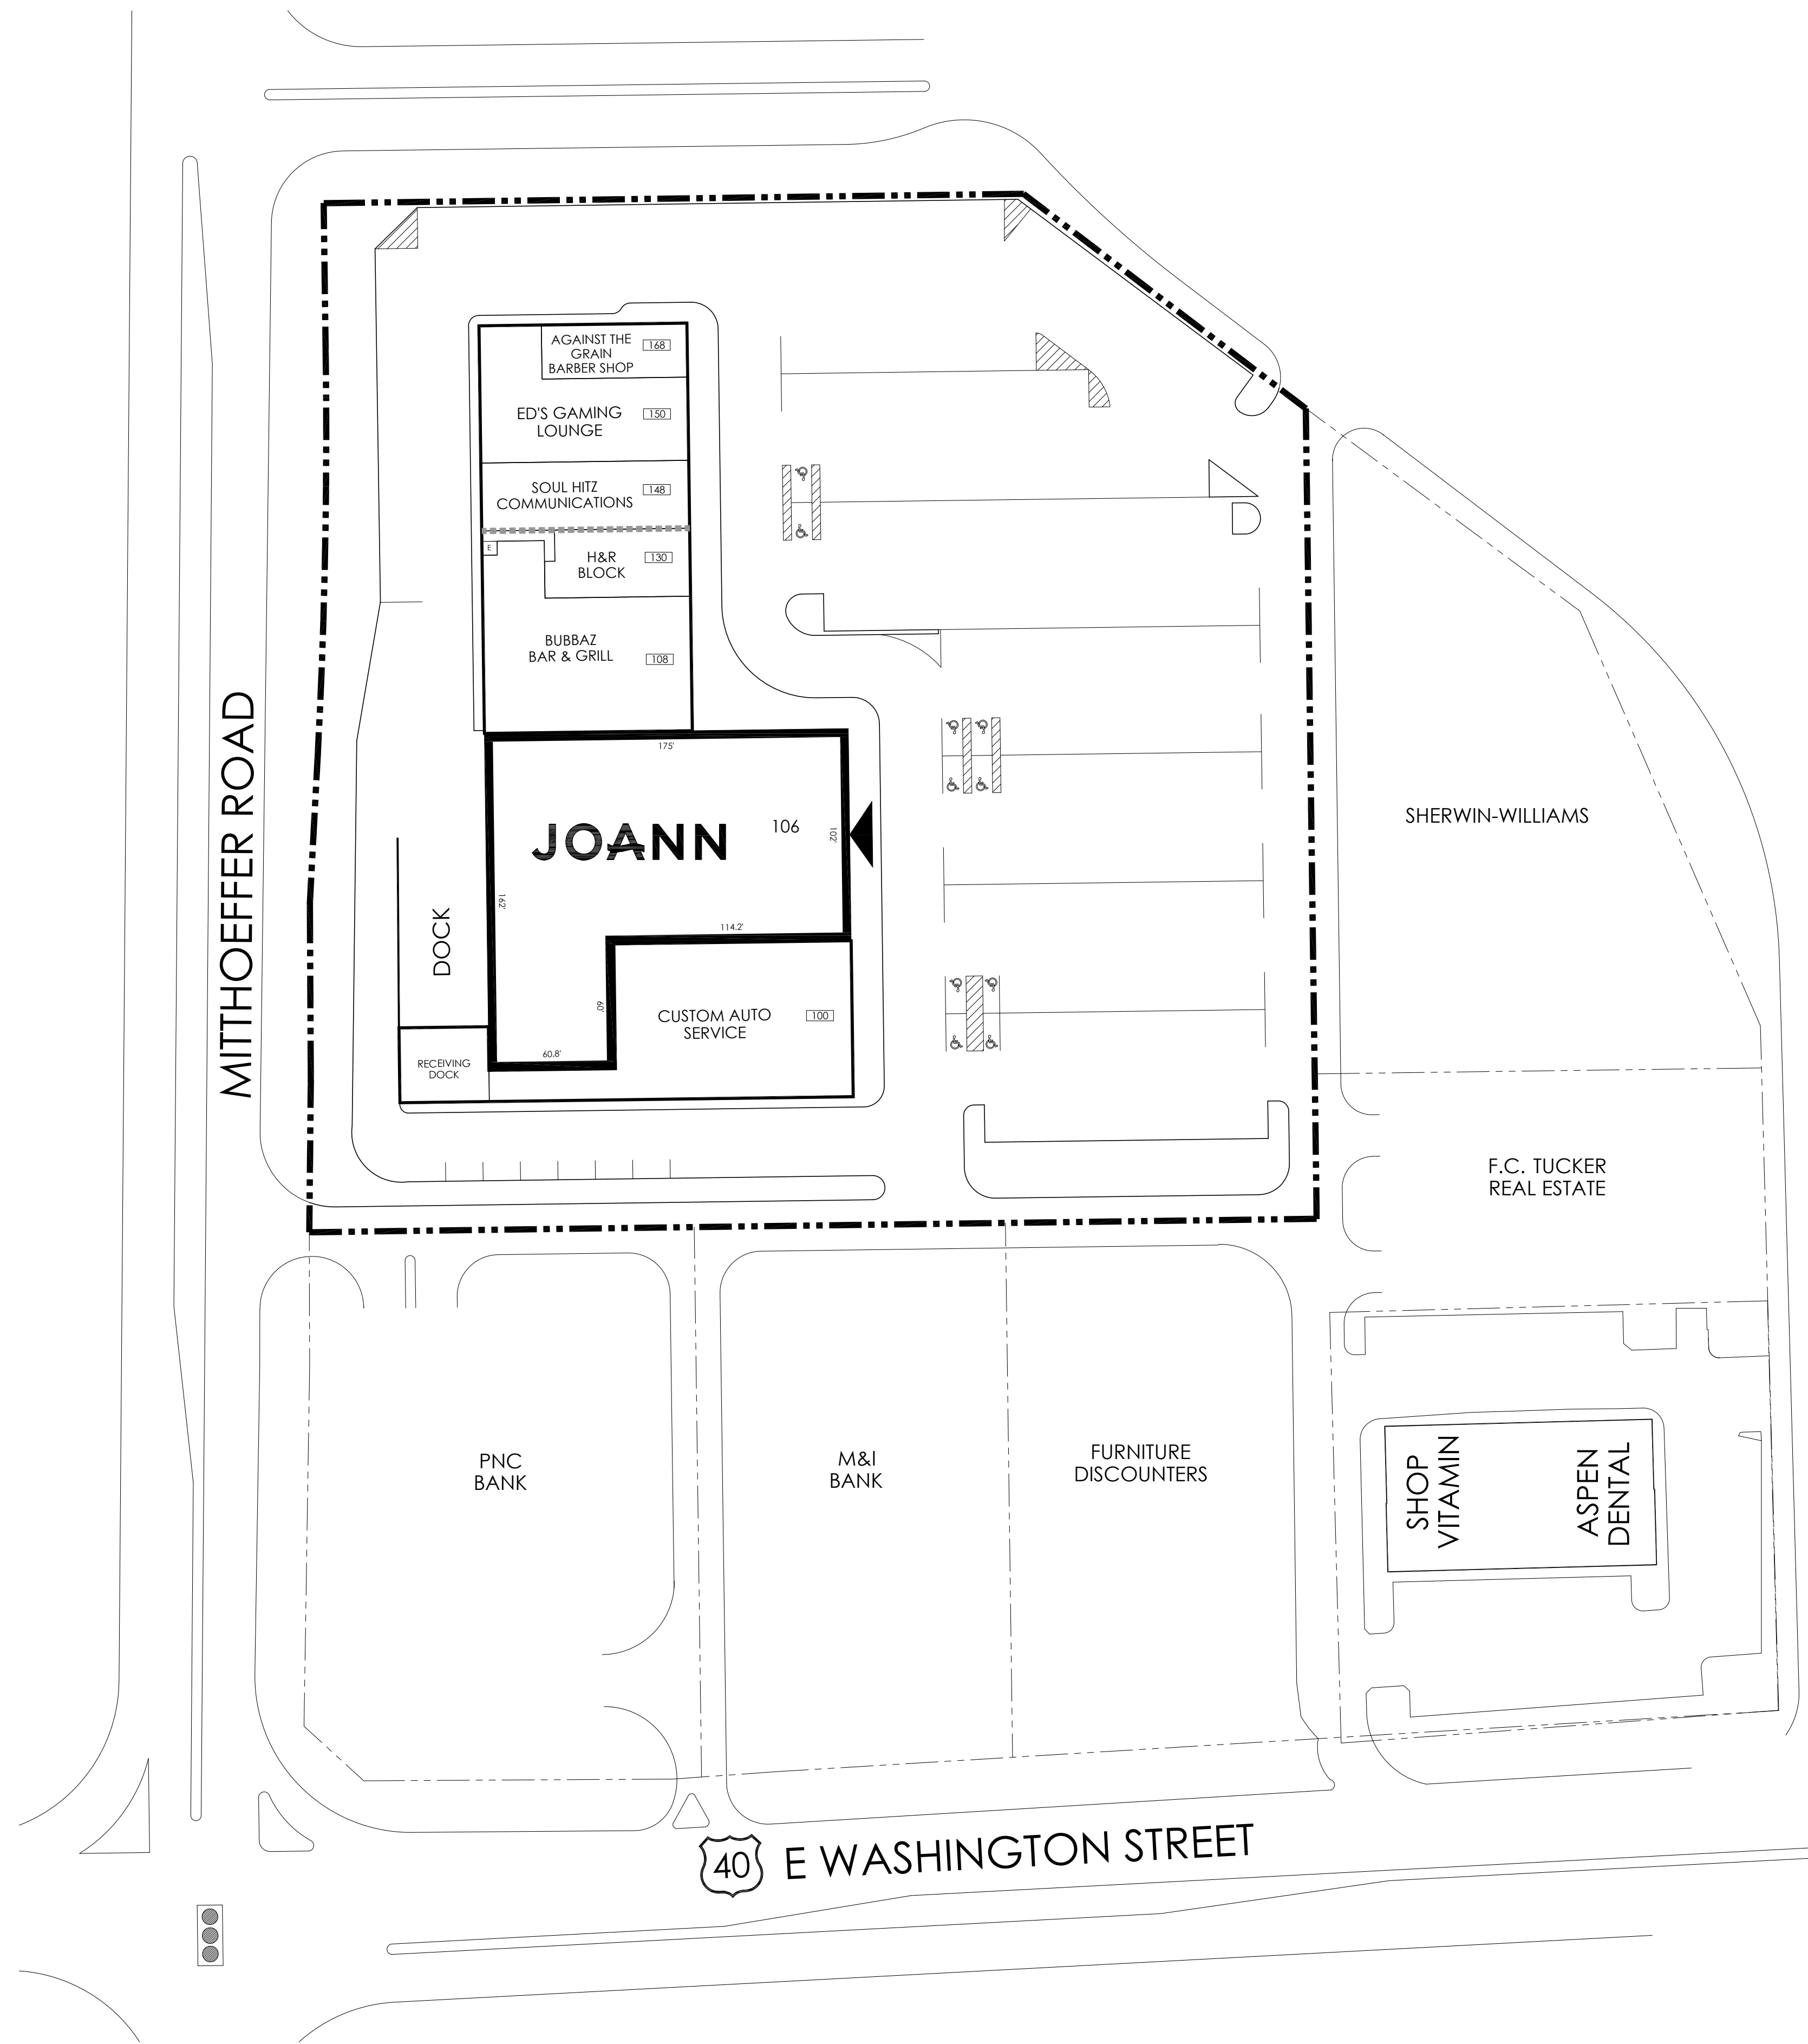 AGAINST THE
GRAIN
BARBER SHOP
168
ED'S GAMING
LOUNGE
150
SOUL HITZ
COMMUNICATIONS
148
E
H&R
BLOCK
130
BUBBAZ
BAR & GRILL
108
175'
JOANN
106
102'
162'
114.2'
60'
60.8'
DOCK
RECEIVING
DOCK
CUSTOM AUTO
SERVICE
100
MITTHOEFFER ROAD
SHERWIN-WILLIAMS
F.C. TUCKER
REAL ESTATE
PNC
BANK
M&I
BANK
FURNITURE
DISCOUNTERS
SHOP
VITAMIN
ASPEN
DENTAL
40
E WASHINGTON STREET